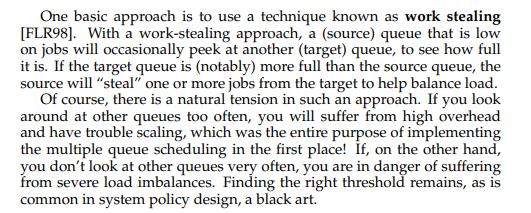 One basic approach is to use a technique known as work stealing
[FLR98]. With a work-stealing approach, a (source) queue that is low
on jobs will occasionally peek at another (target) queue, to see how full
it is. If the target queue is (notably) more full than the source queue, the
source will “steal” one or more jobs from the target to help balance load.
Of course, there is a natural tension in such an approach. If you look
around at other queues too often, you will suffer from high overhead
and have trouble scaling, which was the entire purpose of implementing
the multiple queue scheduling in the first place! If, on the other hand,
you don’t look at other queues very often, you are in danger of suffering
from severe load imbalances. Finding the right threshold remains, as is
common in system policy design, a black art.